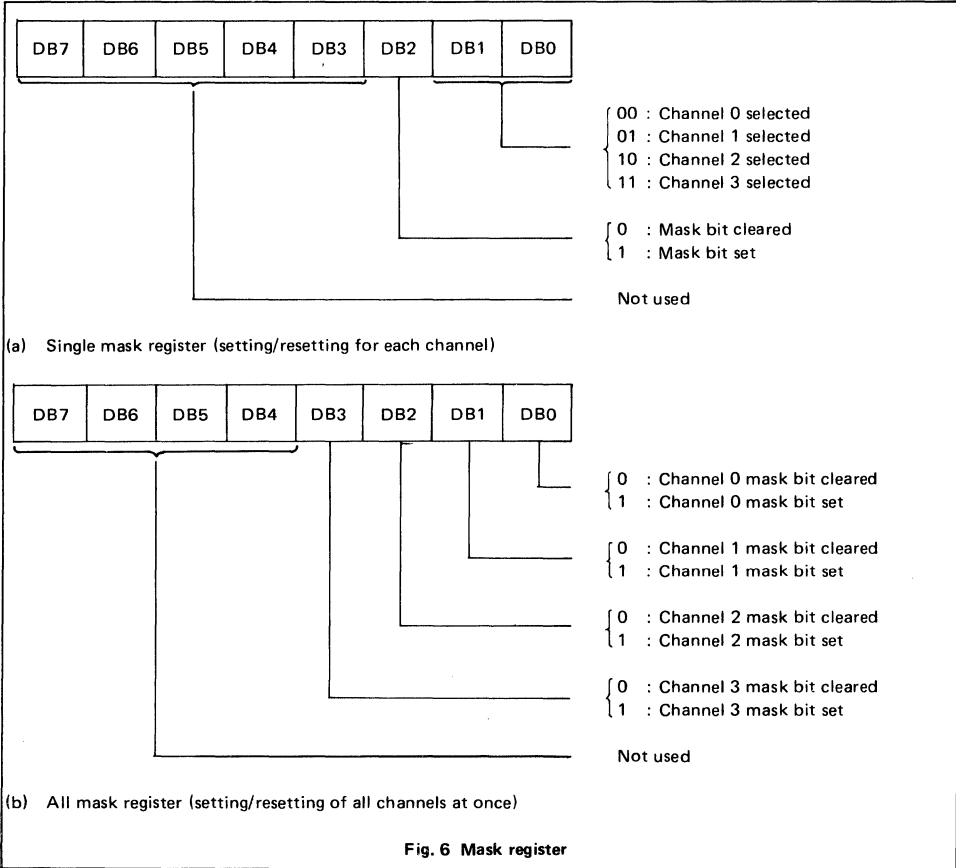 DB7 DB6 DB5 DB4 DB3 DB2 DB1 DB0
00 : Channel 0 selected
01 : Channel 1 selected
10 : Channel 2 selected
11 : Channel 3 selected
0 : Mask bit cleared
1 : Mask bit set
Not used
(a) Single mask register (setting/resetting for each channel)
DB7 DB6 DB5 DB4 DB3 DB2 DB1 DB0
0 : Channel 0 mask bit cleared
1 : Channel 0 mask bit set
0 : Channel 1 mask bit cleared
1 : Channel 1 mask bit set
0 : Channel 2 mask bit cleared
1 : Channel 2 mask bit set
0 : Channel 3 mask bit cleared
1 : Channel 3 mask bit set
Not used
(b) All mask register (setting/resetting of all channels at once)
Fig. 6 Mask register